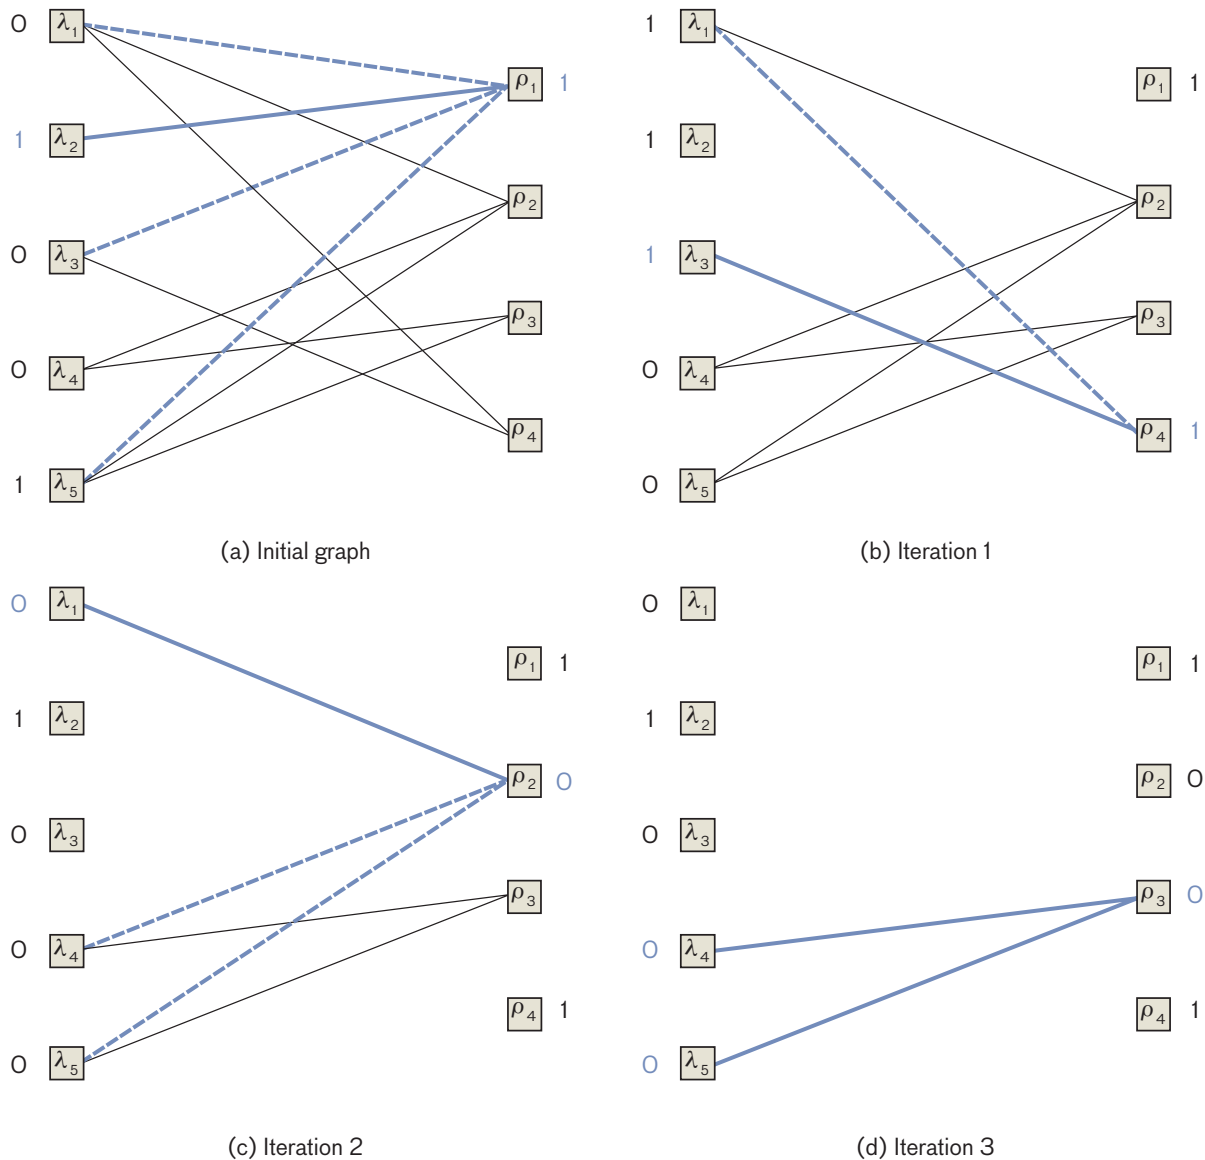 0 λ₁
ρ₁ 1
1 λ₂
ρ₂
0 λ₃
ρ₃
0 λ₄
ρ₄
1 λ₅
(a) Initial graph
1 λ₁
ρ₁ 1
1 λ₂
ρ₂
1 λ₃
ρ₃
0 λ₄
ρ₄ 1
0 λ₅
(b) Iteration 1
0 λ₁
ρ₁ 1
1 λ₂
ρ₂ 0
0 λ₃
ρ₃
0 λ₄
ρ₄ 1
0 λ₅
(c) Iteration 2
0 λ₁
ρ₁ 1
1 λ₂
ρ₂ 0
0 λ₃
ρ₃ 0
0 λ₄
ρ₄ 1
0 λ₅
(d) Iteration 3